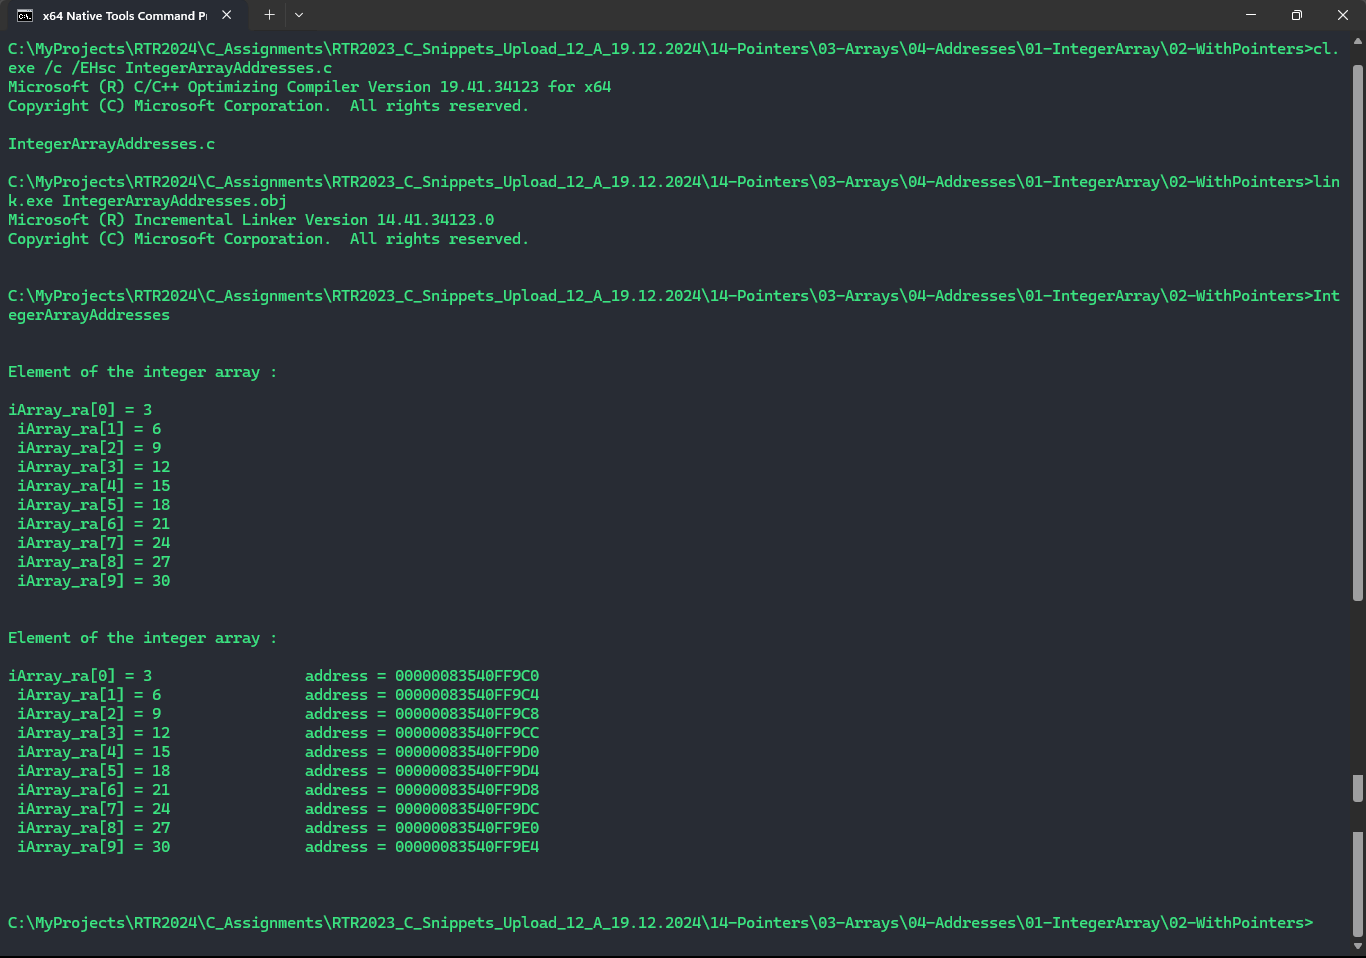 x64 Native Tools Command P
C:\MyProjects\RTR2024\C_Assignments\RTR2023_C_Snippets_Upload_12_A_19.12.2024\14-Pointers\03-Arrays\04-Addresses\01-IntegerArray\02-WithPointers>cl.
exe /c /EHsc IntegerArrayAddresses.c
Microsoft (R) C/C++ Optimizing Compiler Version 19.41.34123 for x64
Copyright (C) Microsoft Corporation.  All rights reserved.
IntegerArrayAddresses.c
C:\MyProjects\RTR2024\C_Assignments\RTR2023_C_Snippets_Upload_12_A_19.12.2024\14-Pointers\03-Arrays\04-Addresses\01-IntegerArray\02-WithPointers>lin
k.exe IntegerArrayAddresses.obj
Microsoft (R) Incremental Linker Version 14.41.34123.0
Copyright (C) Microsoft Corporation.  All rights reserved.
C:\MyProjects\RTR2024\C_Assignments\RTR2023_C_Snippets_Upload_12_A_19.12.2024\14-Pointers\03-Arrays\04-Addresses\01-IntegerArray\02-WithPointers>Int
egerArrayAddresses
Element of the integer array :
iArray_ra[0] = 3
iArray_ra[1] = 6
iArray_ra[2] = 9
iArray_ra[3] = 12
iArray_ra[4] = 15
iArray_ra[5] = 18
iArray_ra[6] = 21
iArray_ra[7] = 24
iArray_ra[8] = 27
iArray_ra[9] = 30
Element of the integer array :
iArray_ra[0] = 3 address = 00000083540FF9C0
iArray_ra[1] = 6 address = 00000083540FF9C4
iArray_ra[2] = 9 address = 00000083540FF9C8
iArray_ra[3] = 12 address = 00000083540FF9CC
iArray_ra[4] = 15 address = 00000083540FF9D0
iArray_ra[5] = 18 address = 00000083540FF9D4
iArray_ra[6] = 21 address = 00000083540FF9D8
iArray_ra[7] = 24 address = 00000083540FF9DC
iArray_ra[8] = 27 address = 00000083540FF9E0
iArray_ra[9] = 30 address = 00000083540FF9E4
C:\MyProjects\RTR2024\C_Assignments\RTR2023_C_Snippets_Upload_12_A_19.12.2024\14-Pointers\03-Arrays\04-Addresses\01-IntegerArray\02-WithPointers>